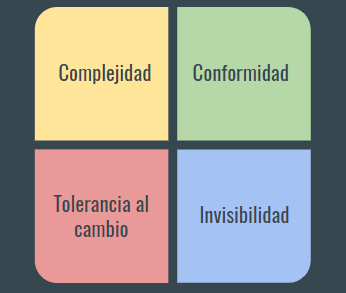 Complejidad
Conformidad
Tolerancia al
cambio
Invisibilidad